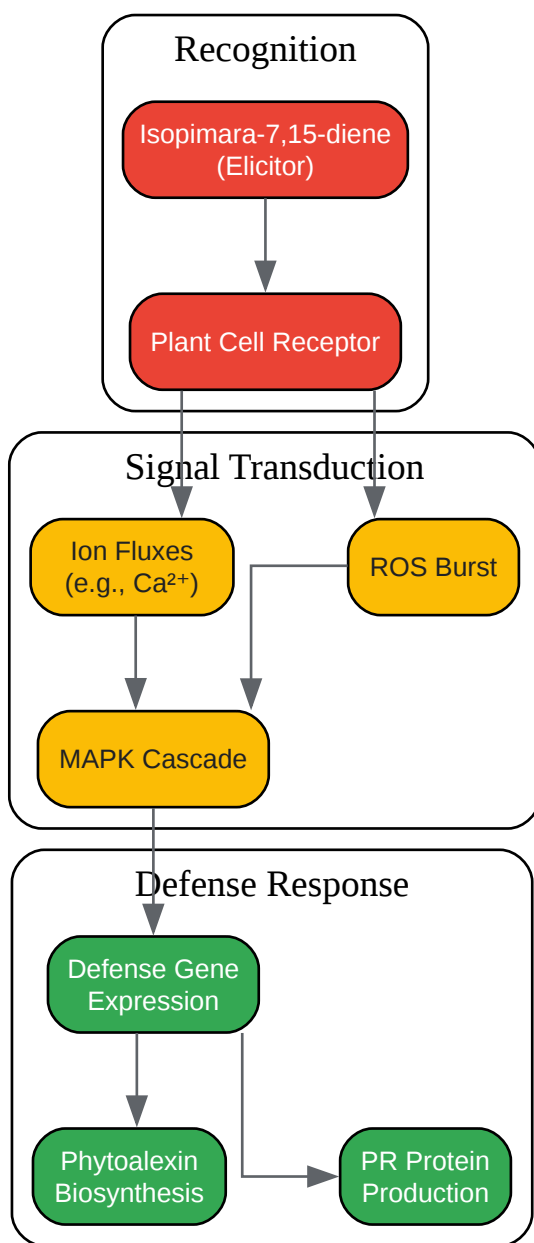 Recognition
Isopimara-7,15-diene
(Elicitor)
Plant Cell Receptor
Signal Transduction
Ion Fluxes
(e.g., Ca²⁺)
ROS Burst
MAPK Cascade
Defense Response
Defense Gene
Expression
Phytoalexin
Biosynthesis
PR Protein
Production